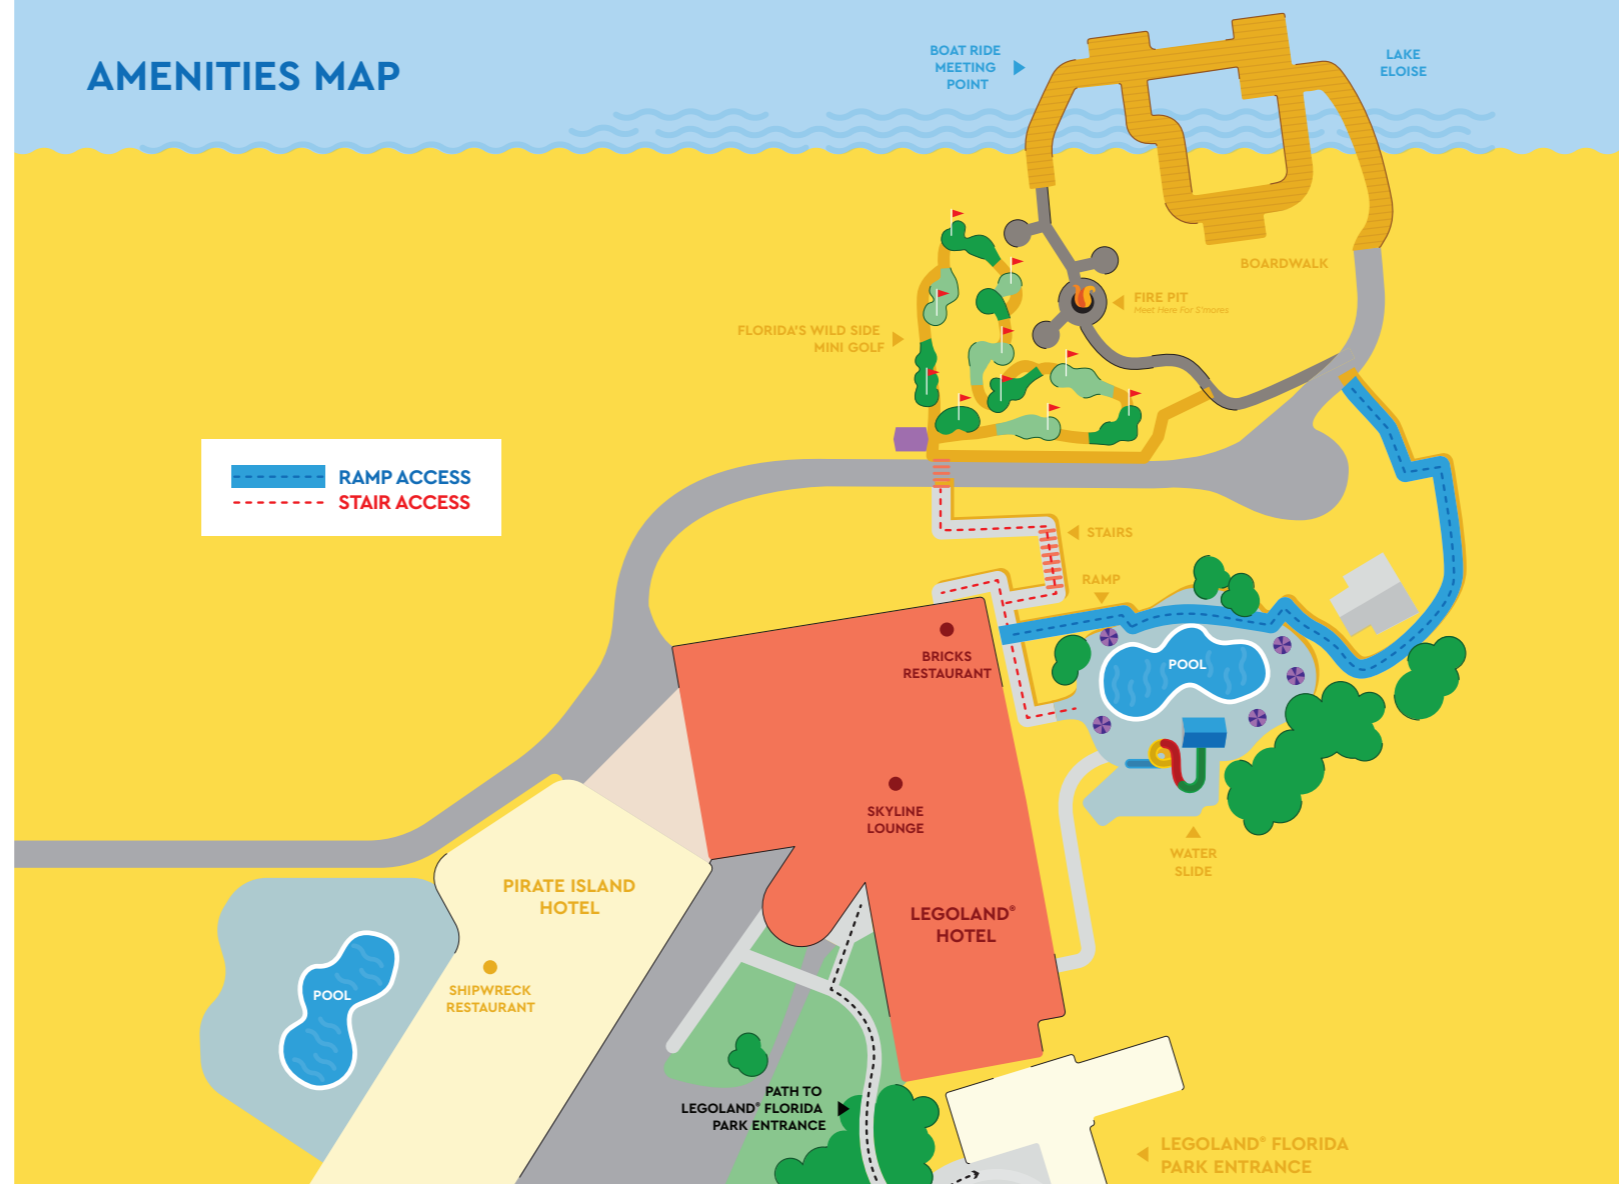 AMENITIES MAP
BOAT RIDE
MEETING
POINT
LAKE
ELOISE
BOARDWALK
FIRE PIT
Meet Here For S'mores
FLORIDA'S WILD SIDE
MINI GOLF
RAMP ACCESS
STAIR ACCESS
STAIRS
RAMP
BRICKS
RESTAURANT
POOL
SKYLINE
LOUNGE
WATER
SLIDE
PIRATE ISLAND
HOTEL
LEGOLAND®
HOTEL
POOL
SHIPWRECK
RESTAURANT
PATH TO
LEGOLAND® FLORIDA
PARK ENTRANCE
LEGOLAND® FLORIDA
PARK ENTRANCE